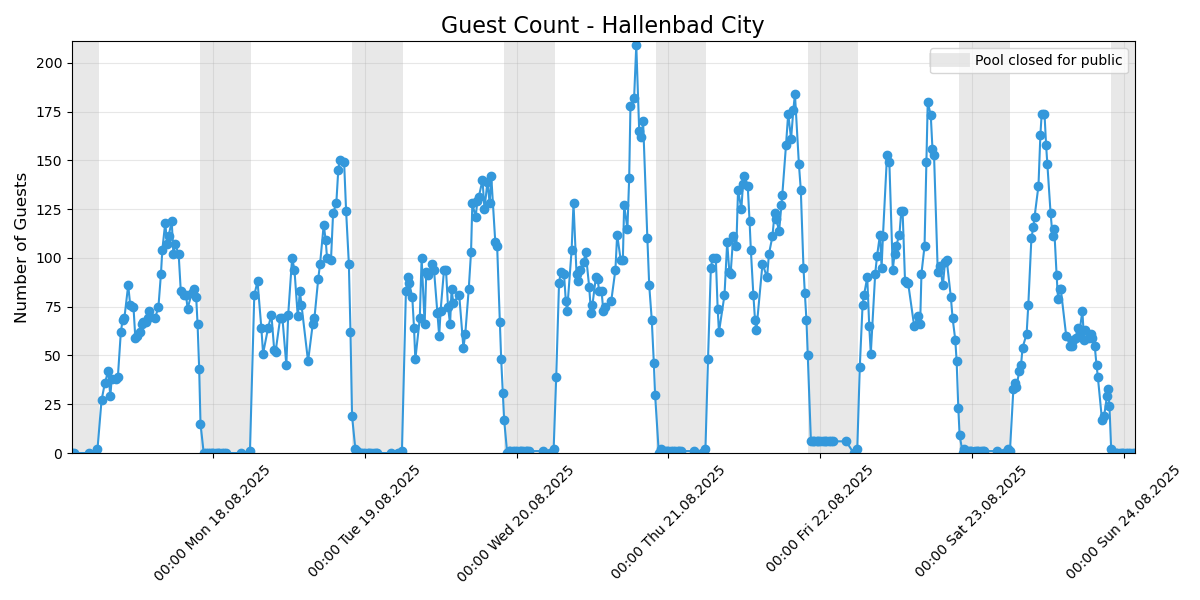 Guest Count - Hallenbad City
Pool closed for public
Number of Guests
200
175
150
125
100
75
50
25
0
00:00 Mon 18.08.2025
00:00 Tue 19.08.2025
00:00 Wed 20.08.2025
00:00 Thu 21.08.2025
00:00 Fri 22.08.2025
00:00 Sat 23.08.2025
00:00 Sun 24.08.2025